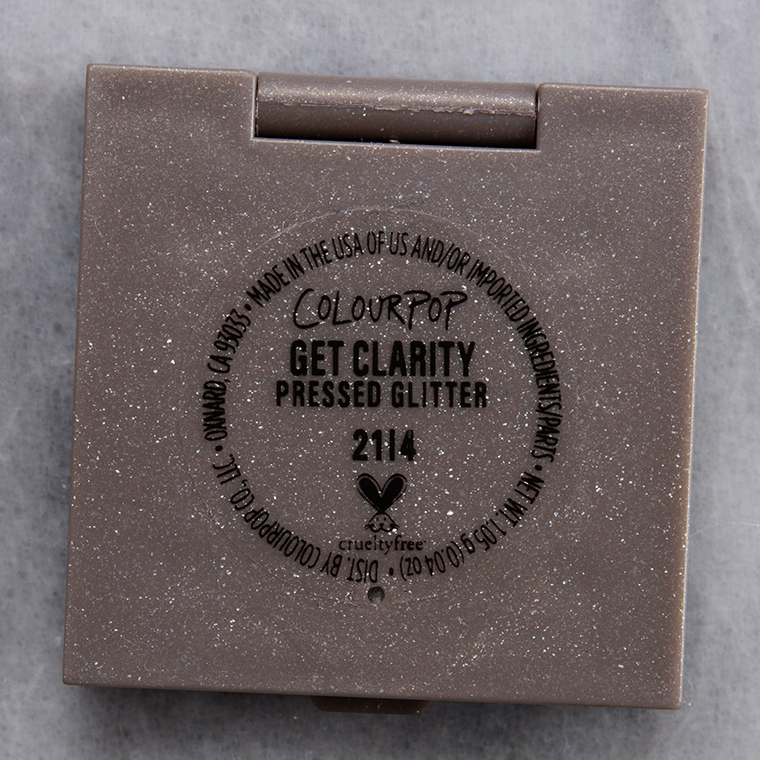 COLOURPOP
GET CLARITY
PRESSED GLITTER
2114
crueltyfree
MADE IN THE USA OF US AND/OR IMPORTED INGREDIENTS/PARTS • NET WT. 1.05 g (0.04 oz) • DIST. BY COLOURPOP CO, LLC • OXNARD, CA 93033 •